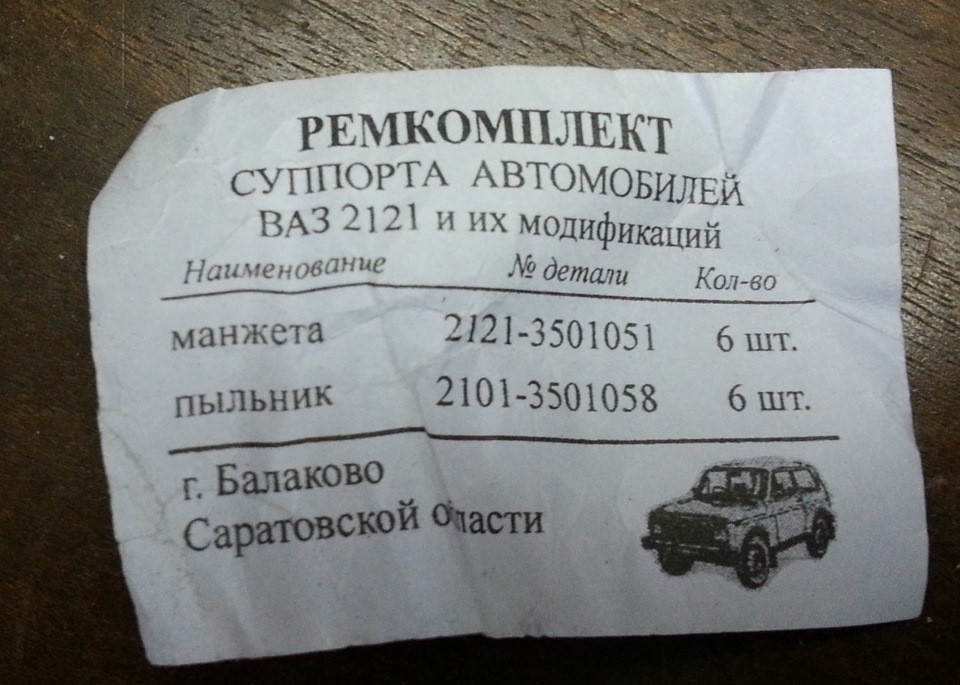 РЕМКОМПЛЕКТ
СУППОРТА АВТОМОБИЛЕЙ
ВАЗ 2121 и их модификаций
Наименование № детали Кол-во
манжета 2121-3501051 6 шт.
пыльник 2101-3501058 6 шт.
г. Балаково
Саратовской области